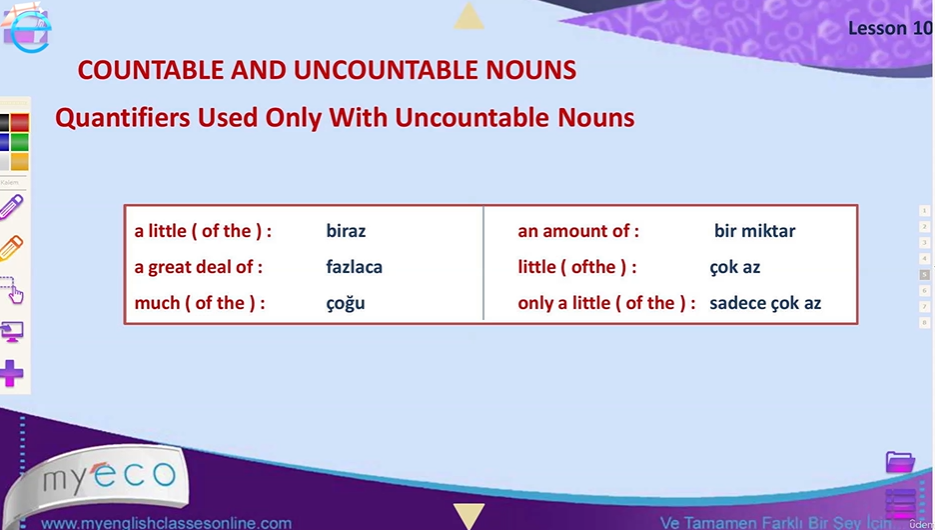 Lesson 10
COUNTABLE AND UNCOUNTABLE NOUNS
Quantifiers Used Only With Uncountable Nouns
Kalem
a little ( of the ) : biraz
an amount of : bir miktar
a great deal of : fazlaca
little ( ofthe ) : çok az
much ( of the ) : çoğu
only a little ( of the ) : sadece çok az
1
2
3
4
5
6
7
8
myeco
www.myenglishclassesonline.com
Ve Tamamen Farklı Bir Şey İçin
ûdem